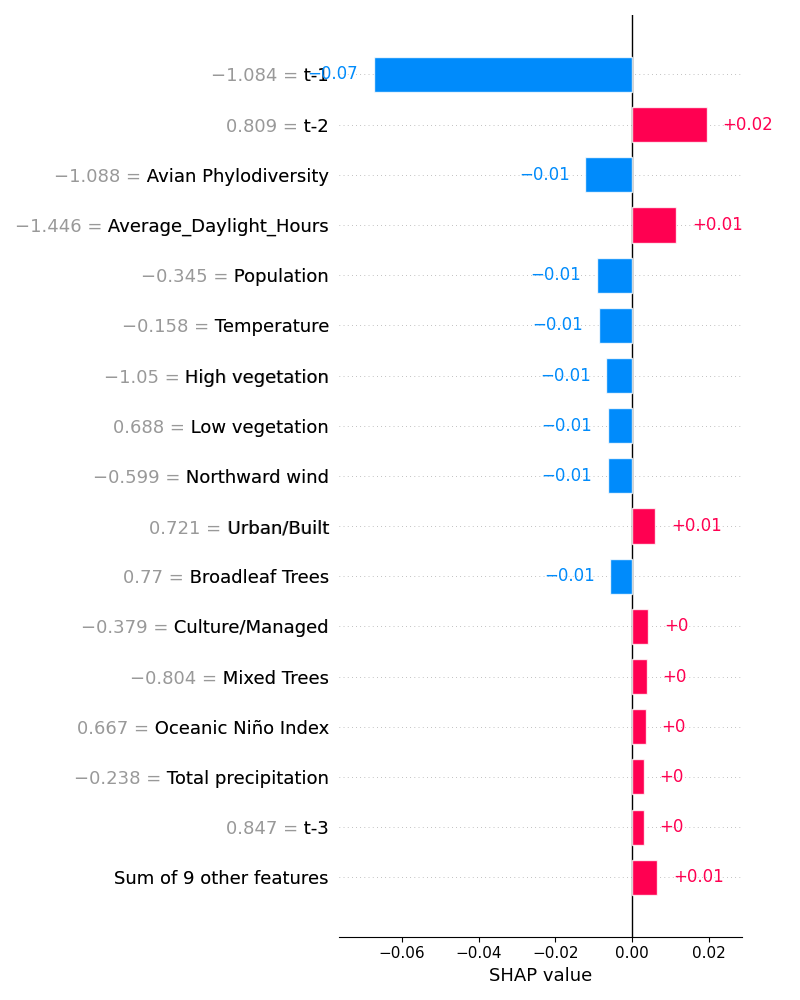 −1.084 = t-1 −0.07
0.809 = t-2 +0.02
−1.088 = Avian Phylodiversity −0.01
−1.446 = Average_Daylight_Hours +0.01
−0.345 = Population −0.01
−0.158 = Temperature −0.01
−1.05 = High vegetation −0.01
0.688 = Low vegetation −0.01
−0.599 = Northward wind −0.01
0.721 = Urban/Built +0.01
0.77 = Broadleaf Trees −0.01
−0.379 = Culture/Managed +0
−0.804 = Mixed Trees +0
0.667 = Oceanic Niño Index +0
−0.238 = Total precipitation +0
0.847 = t-3 +0
Sum of 9 other features +0.01
−0.06 −0.04 −0.02 0.00 0.02
SHAP value